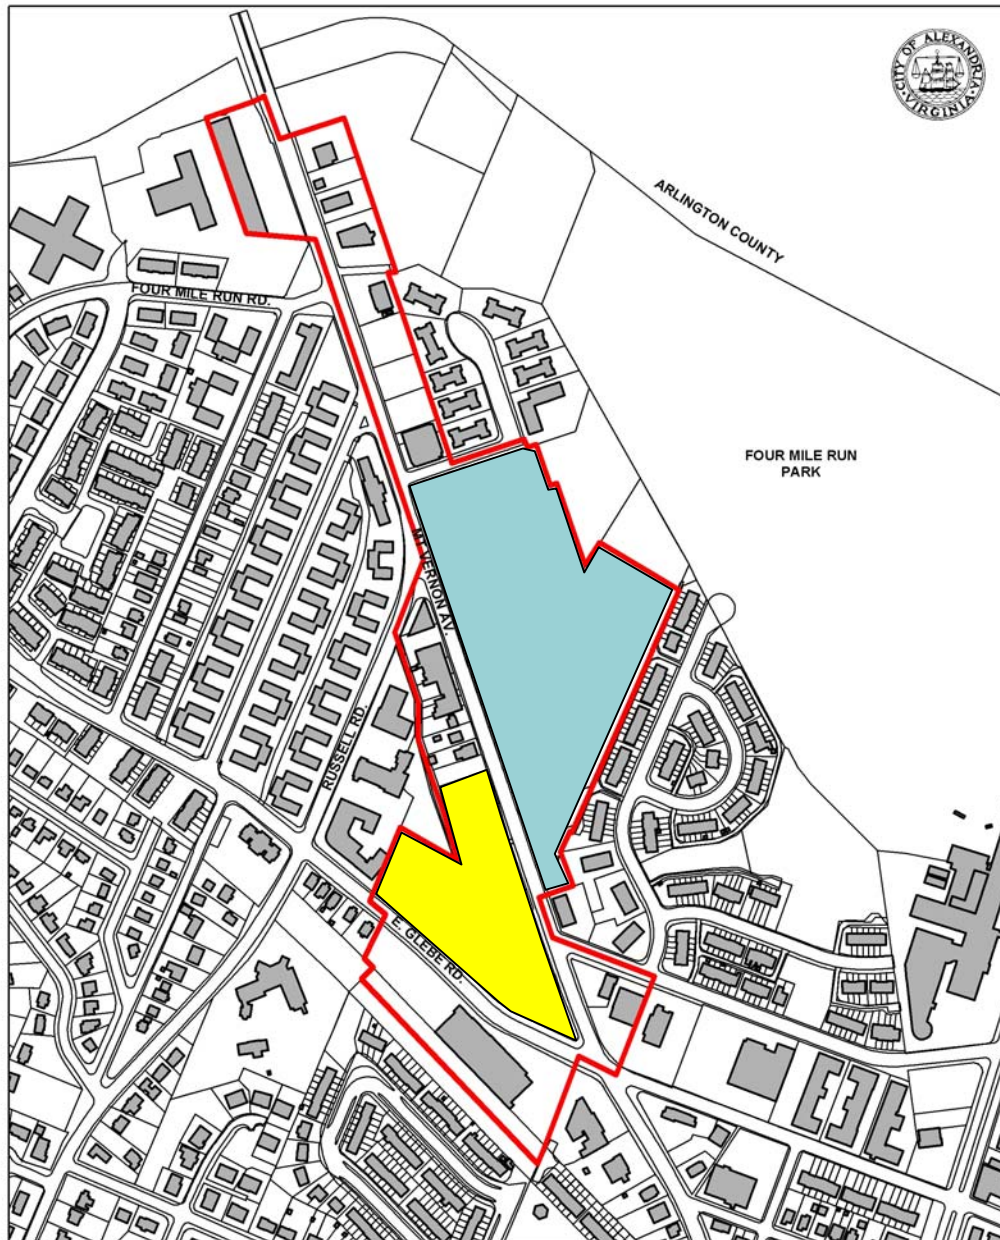 CITY OF ALEXANDRIA
VIRGINIA
ARLINGTON COUNTY
FOUR MILE RUN RD.
FOUR MILE RUN
PARK
MT VERNON AV.
RUSSELL RD.
E. GLEBE RD.